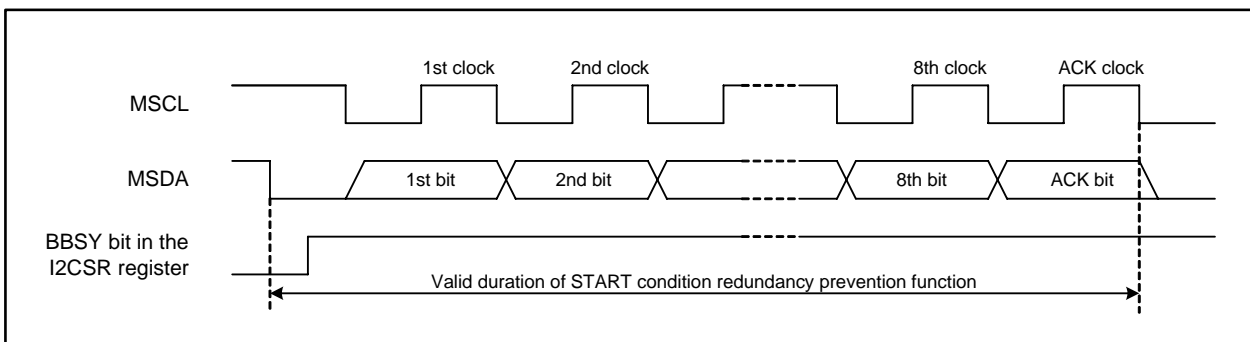 1st clock 2nd clock 8th clock ACK clock
MSCL
MSDA
1st bit 2nd bit 8th bit ACK bit
BBSY bit in the
I2CSR register
Valid duration of START condition redundancy prevention function